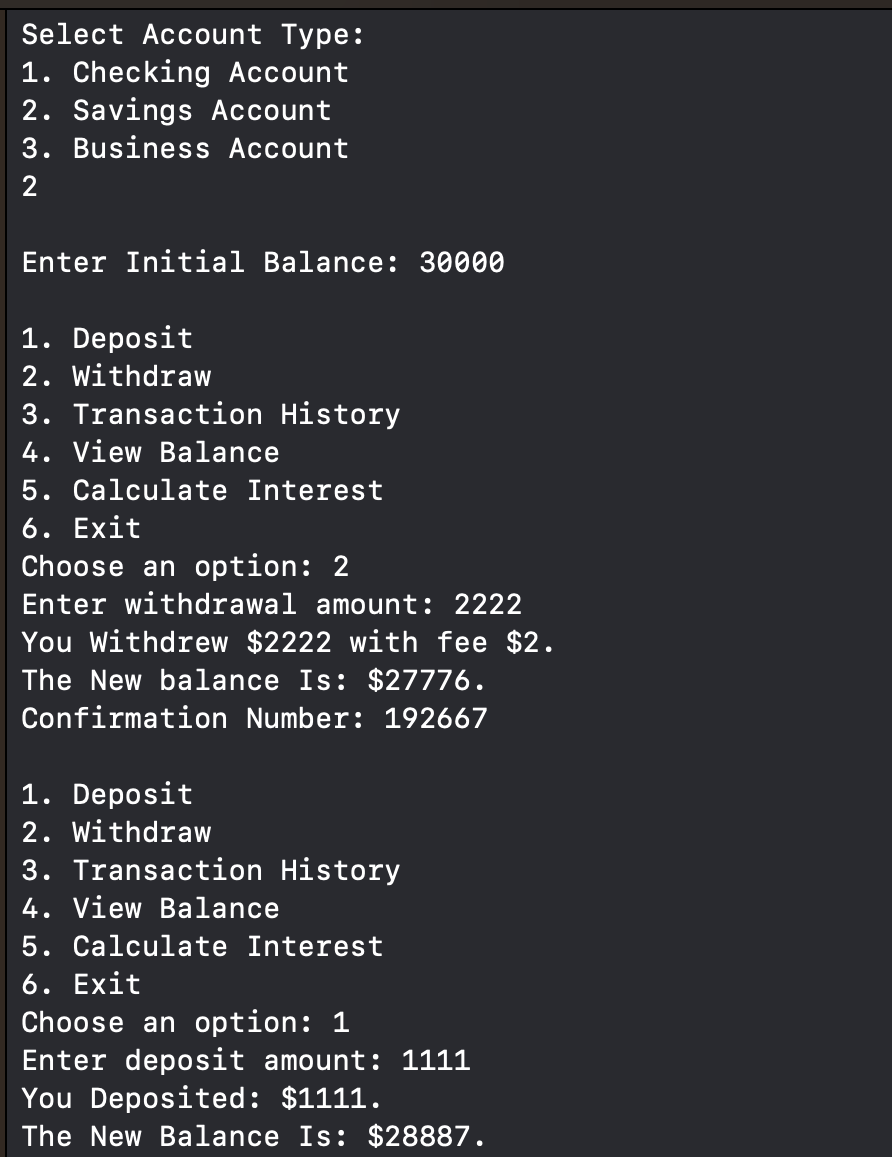 Select Account Type:
1. Checking Account
2. Savings Account
3. Business Account
2
Enter Initial Balance: 30000
1. Deposit
2. Withdraw
3. Transaction History
4. View Balance
5. Calculate Interest
6. Exit
Choose an option: 2
Enter withdrawal amount: 2222
You Withdrew $2222 with fee $2.
The New balance Is: $27776.
Confirmation Number: 192667
1. Deposit
2. Withdraw
3. Transaction History
4. View Balance
5. Calculate Interest
6. Exit
Choose an option: 1
Enter deposit amount: 1111
You Deposited: $1111.
The New Balance Is: $28887.